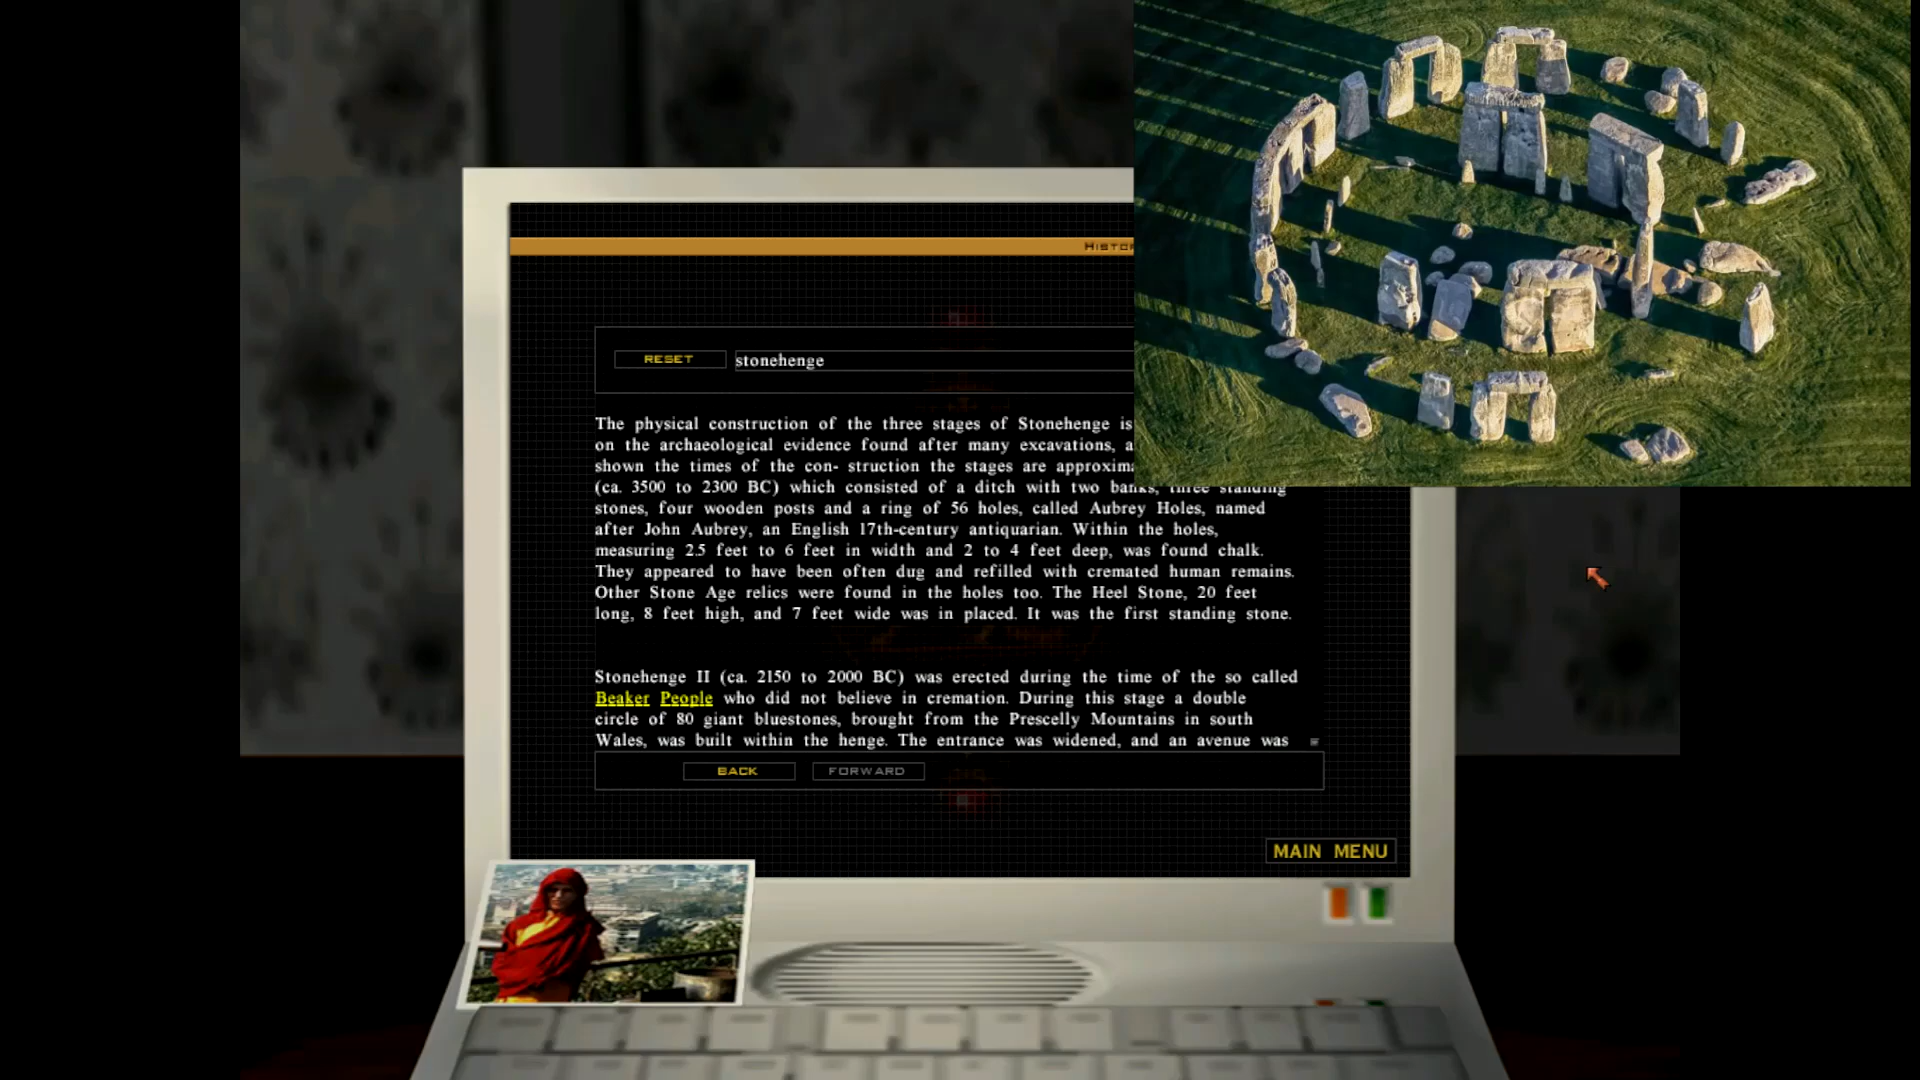 RESET
stonehenge
The physical construction of the three stages of Stonehenge is
on the archaeological evidence found after many excavations,
shown the times of the con- struction the stages are
(ca. 3500 to 2300 BC) which consisted of a ditch with two banks, three standing
stones, four wooden posts and a ring of 56 holes, called Aubrey Holes, named
after John Aubrey, an English 17th-century antiquarian. Within the holes,
measuring 2.5 feet to 6 feet in width and 2 to 4 feet deep, was found chalk.
They appeared to have been often dug and refilled with cremated human remains.
Other Stone Age relics were found in the holes too. The Heel Stone, 20 feet
long, 8 feet high, and 7 feet wide was in placed. It was the first standing stone.
Stonehenge II (ca. 2150 to 2000 BC) was erected during the time of the so called
Beaker People who did not believe in cremation. During this stage a double
circle of 80 giant bluestones, brought from the Prescelly Mountains in south
Wales, was built within the henge. The entrance was widened, and an avenue was
BACK FORWARD
MAIN MENU